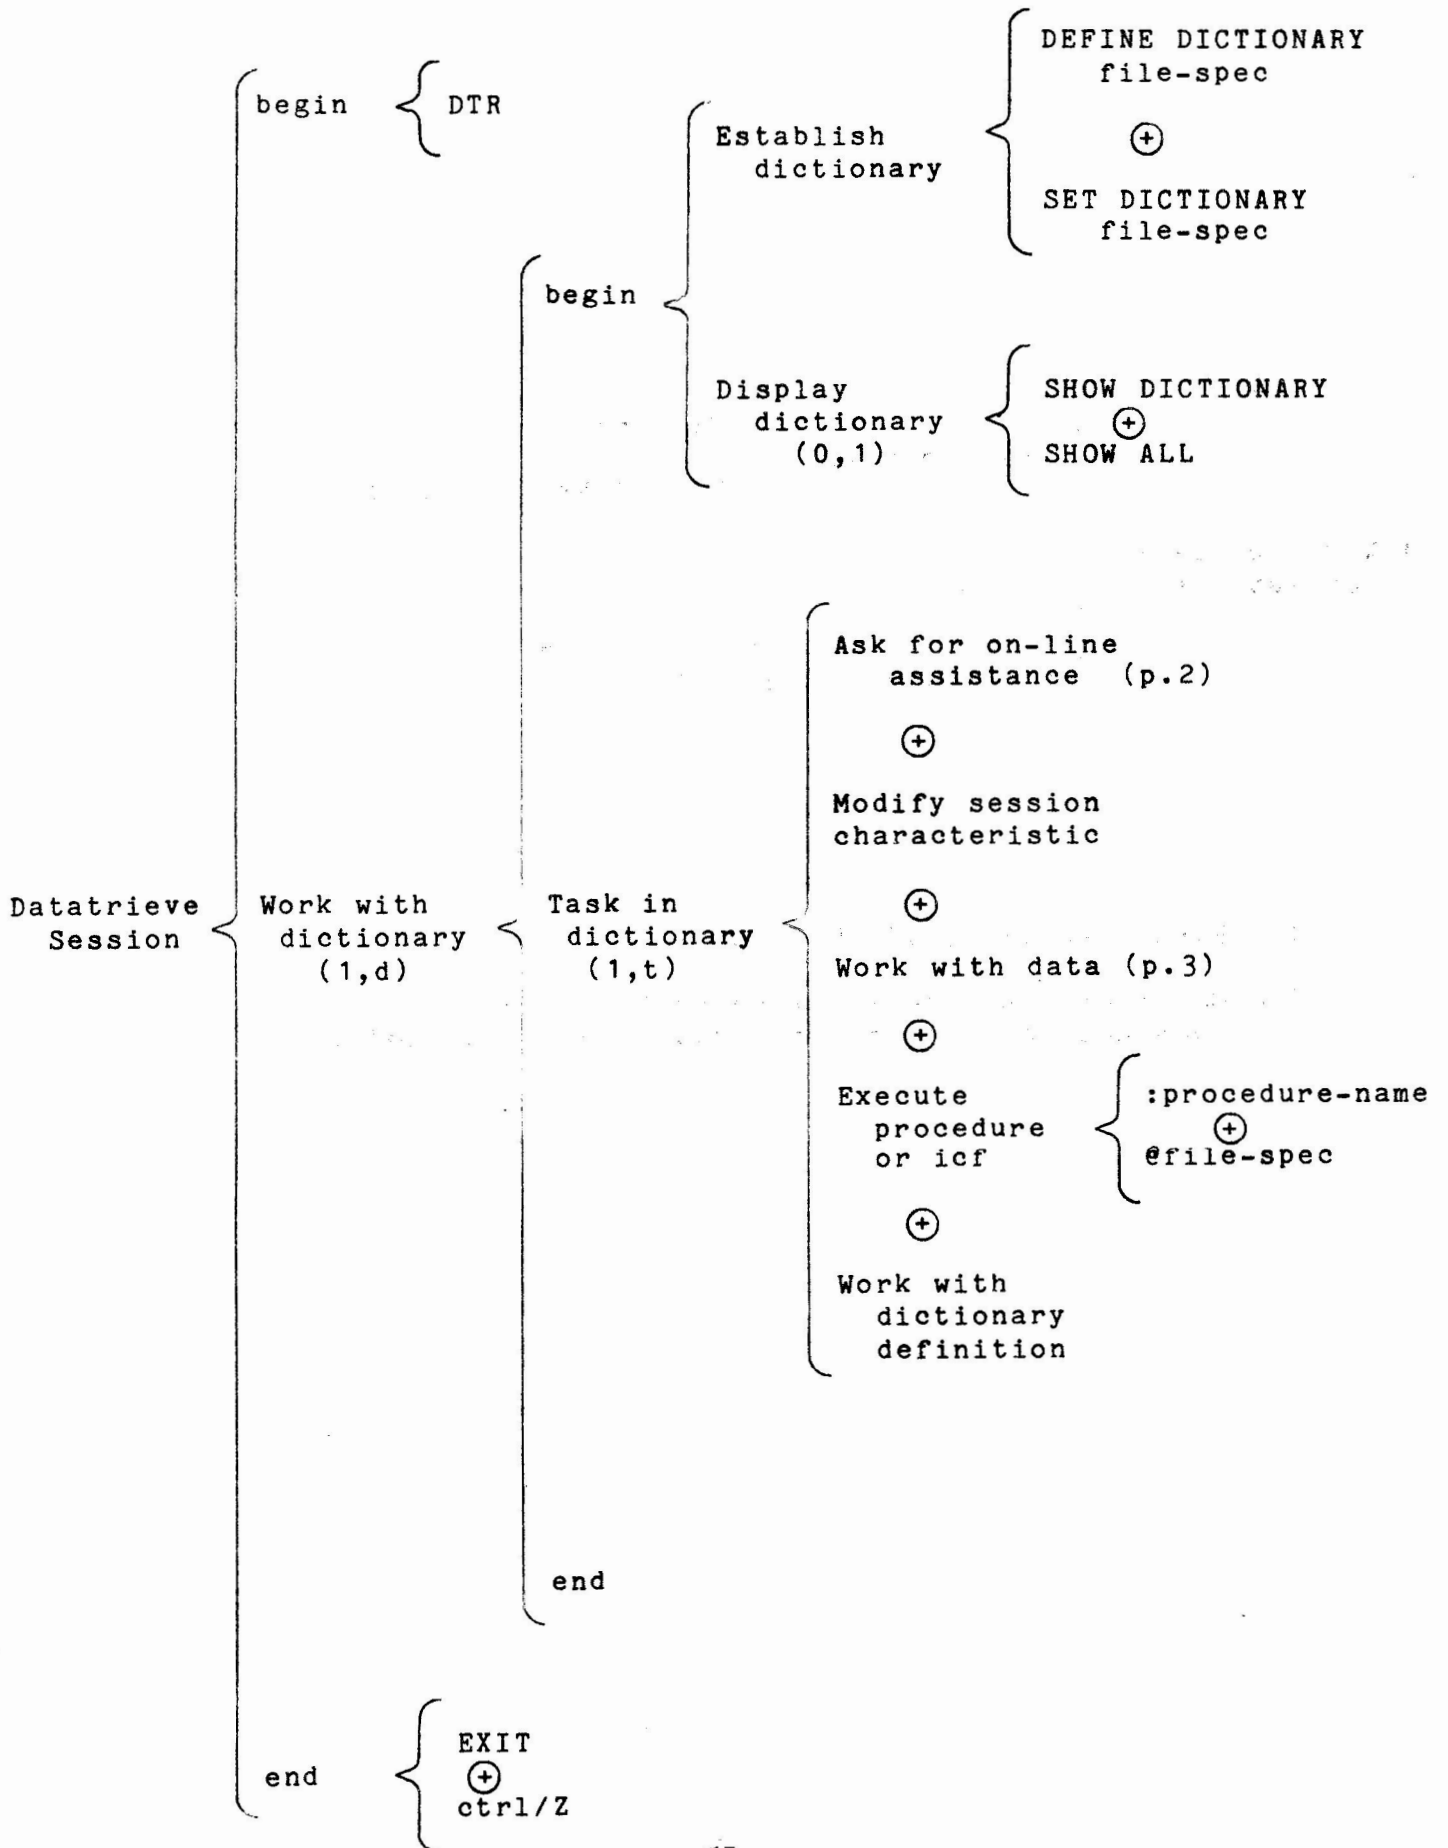 DEFINE DICTIONARY
file-spec
⊕
SET DICTIONARY
file-spec
begin
DTR
Establish
dictionary
begin
Display
dictionary
(0,1)
SHOW DICTIONARY
⊕
SHOW ALL
Ask for on-line
assistance (p.2)
⊕
Modify session
characteristic
⊕
Datatrieve
Session
Work with
dictionary
(1,d)
Task in
dictionary
(1,t)
Work with data (p.3)
⊕
Execute
procedure
or icf
:procedure-name
⊕
@file-spec
⊕
Work with
dictionary
definition
end
end
EXIT
⊕
ctrl/Z